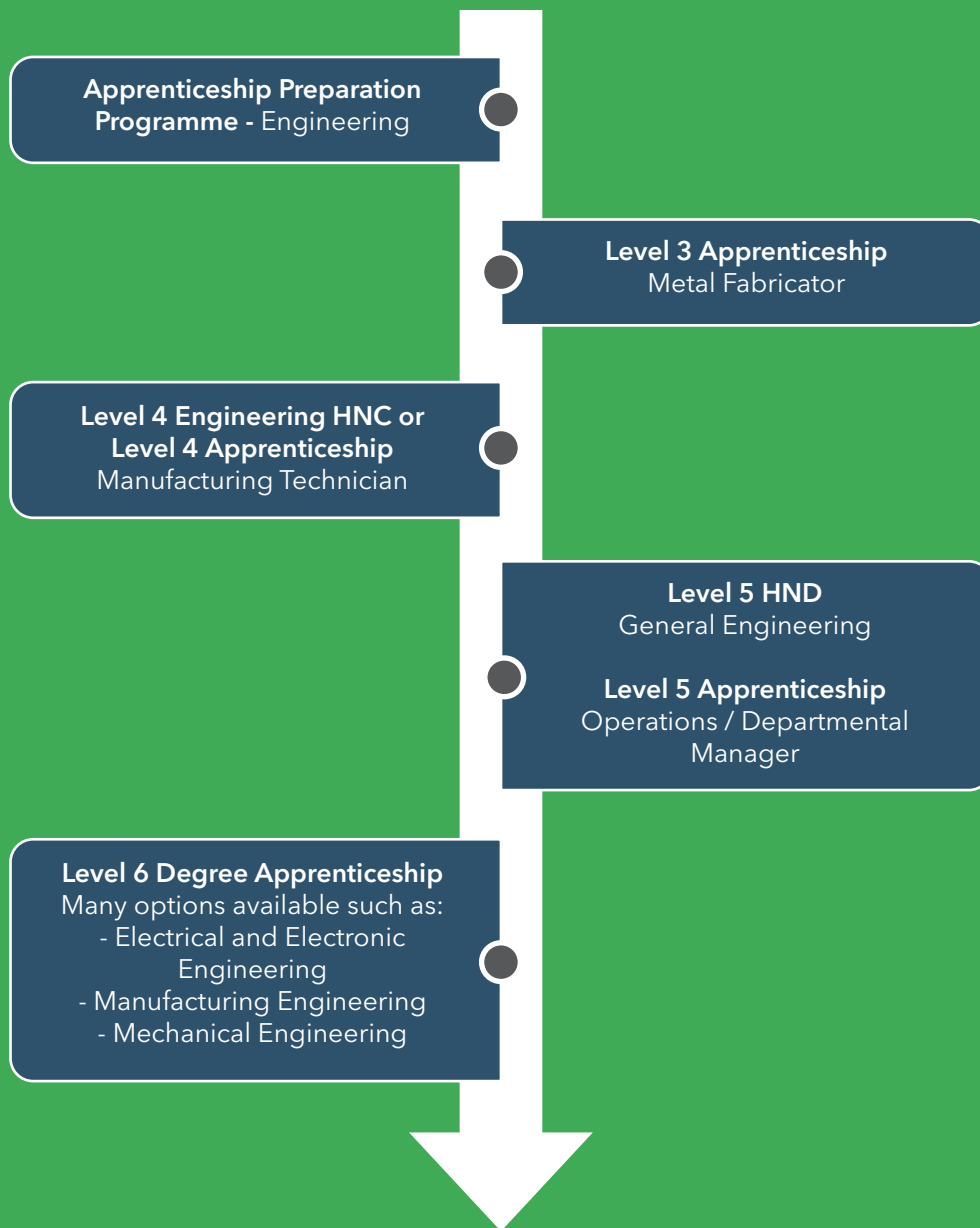 Apprenticeship Preparation
Programme - Engineering
Level 3 Apprenticeship
Metal Fabricator
Level 4 Engineering HNC or
Level 4 Apprenticeship
Manufacturing Technician
Level 5 HND
General Engineering
Level 5 Apprenticeship
Operations / Departmental
Manager
Level 6 Degree Apprenticeship
Many options available such as:
- Electrical and Electronic
Engineering
- Manufacturing Engineering
- Mechanical Engineering